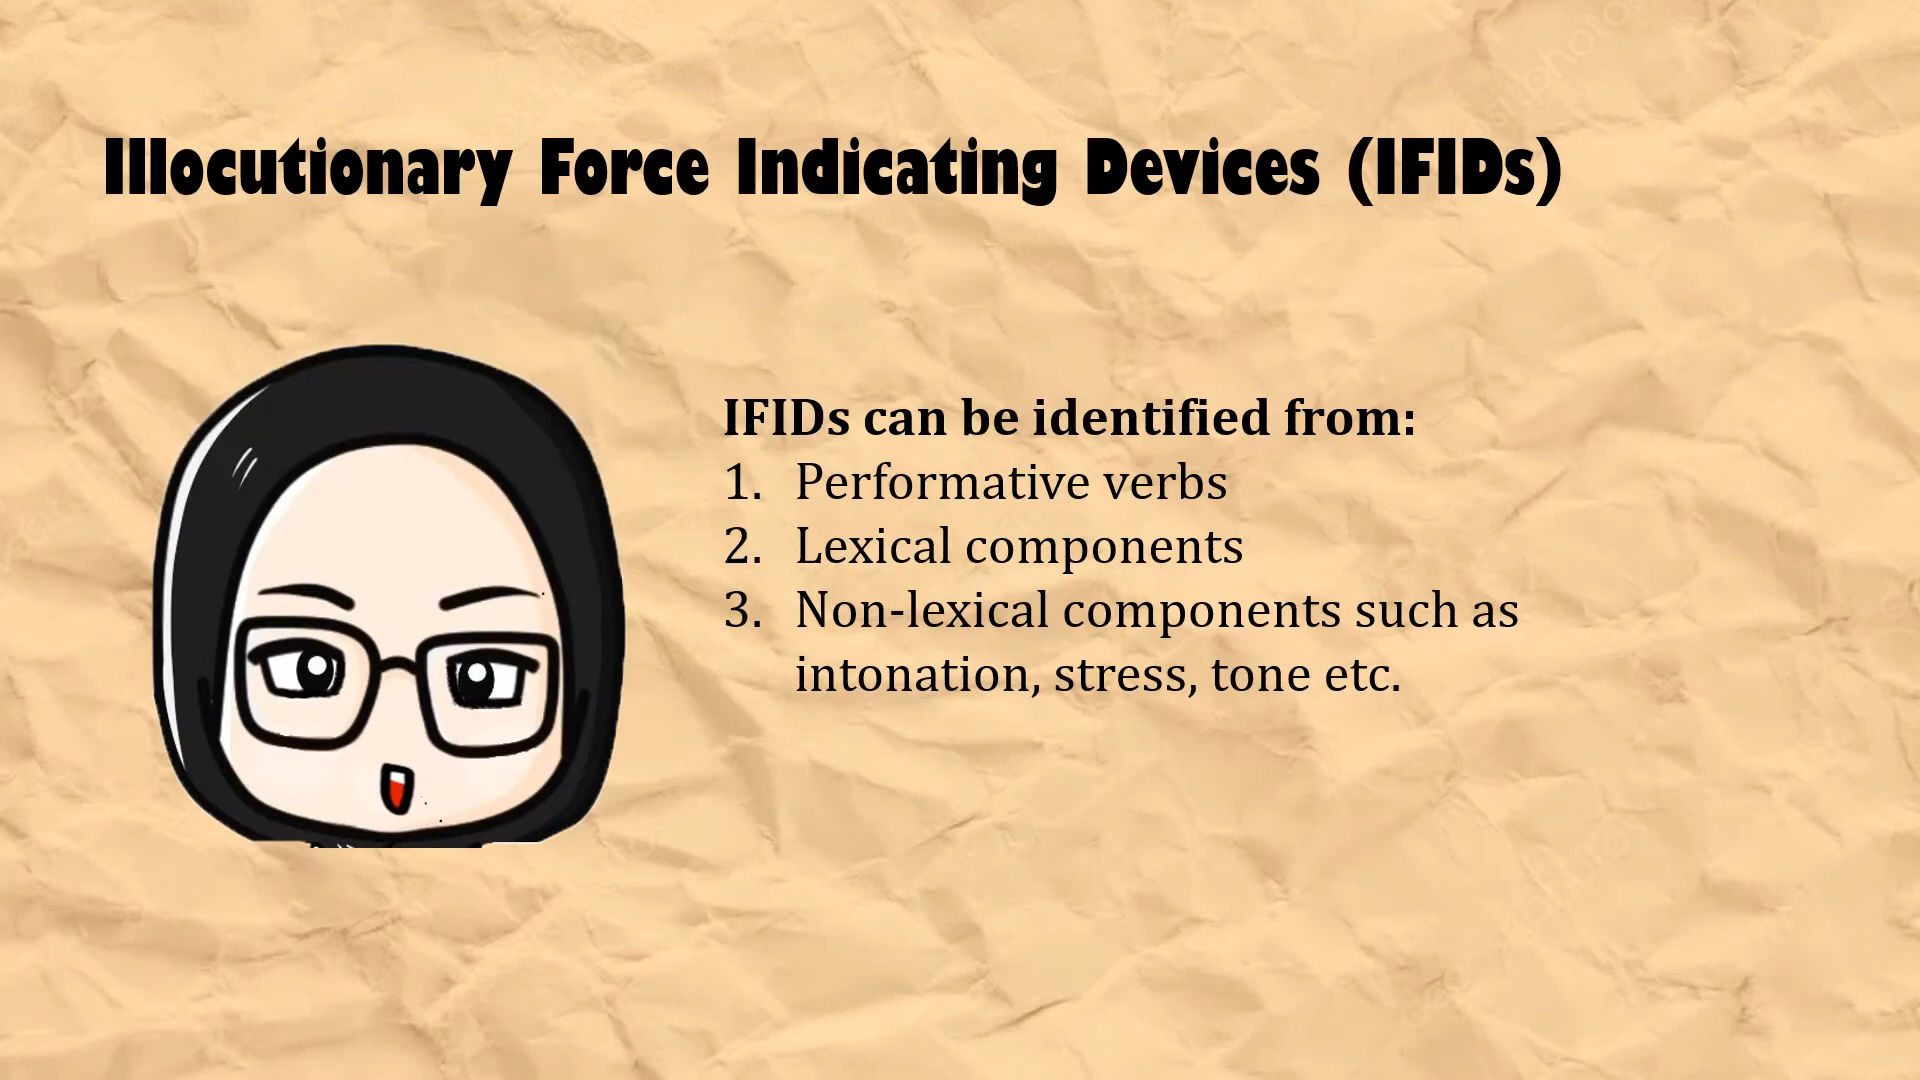 Illocutionary Force Indicating Devices (IFIDs)
IFIDs can be identified from:
1. Performative verbs
2. Lexical components
3. Non-lexical components such as
intonation, stress, tone etc.